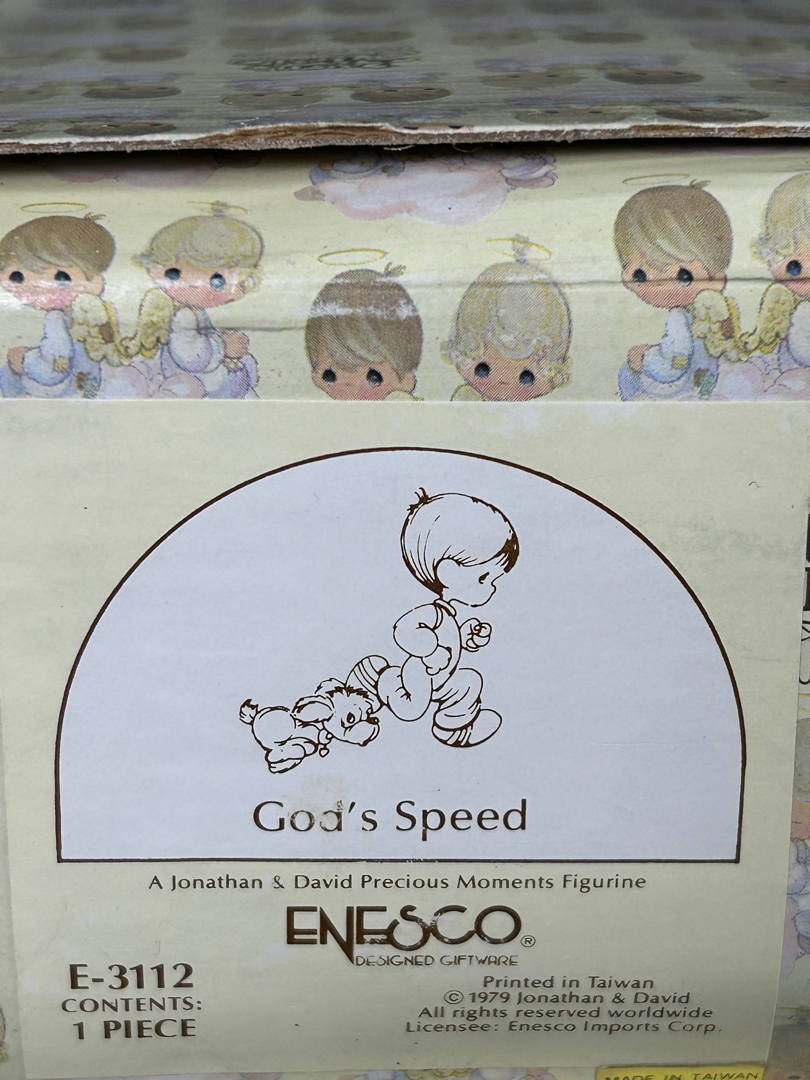 God's Speed
A Jonathan & David Precious Moments Figurine
ENESCO®
DESIGNED GIFTWARE
E-3112
CONTENTS:
1 PIECE
Printed in Taiwan
© 1979 Jonathan & David
All rights reserved worldwide
Licensee: Enesco Imports Corp.
MADE IN TAIWAN